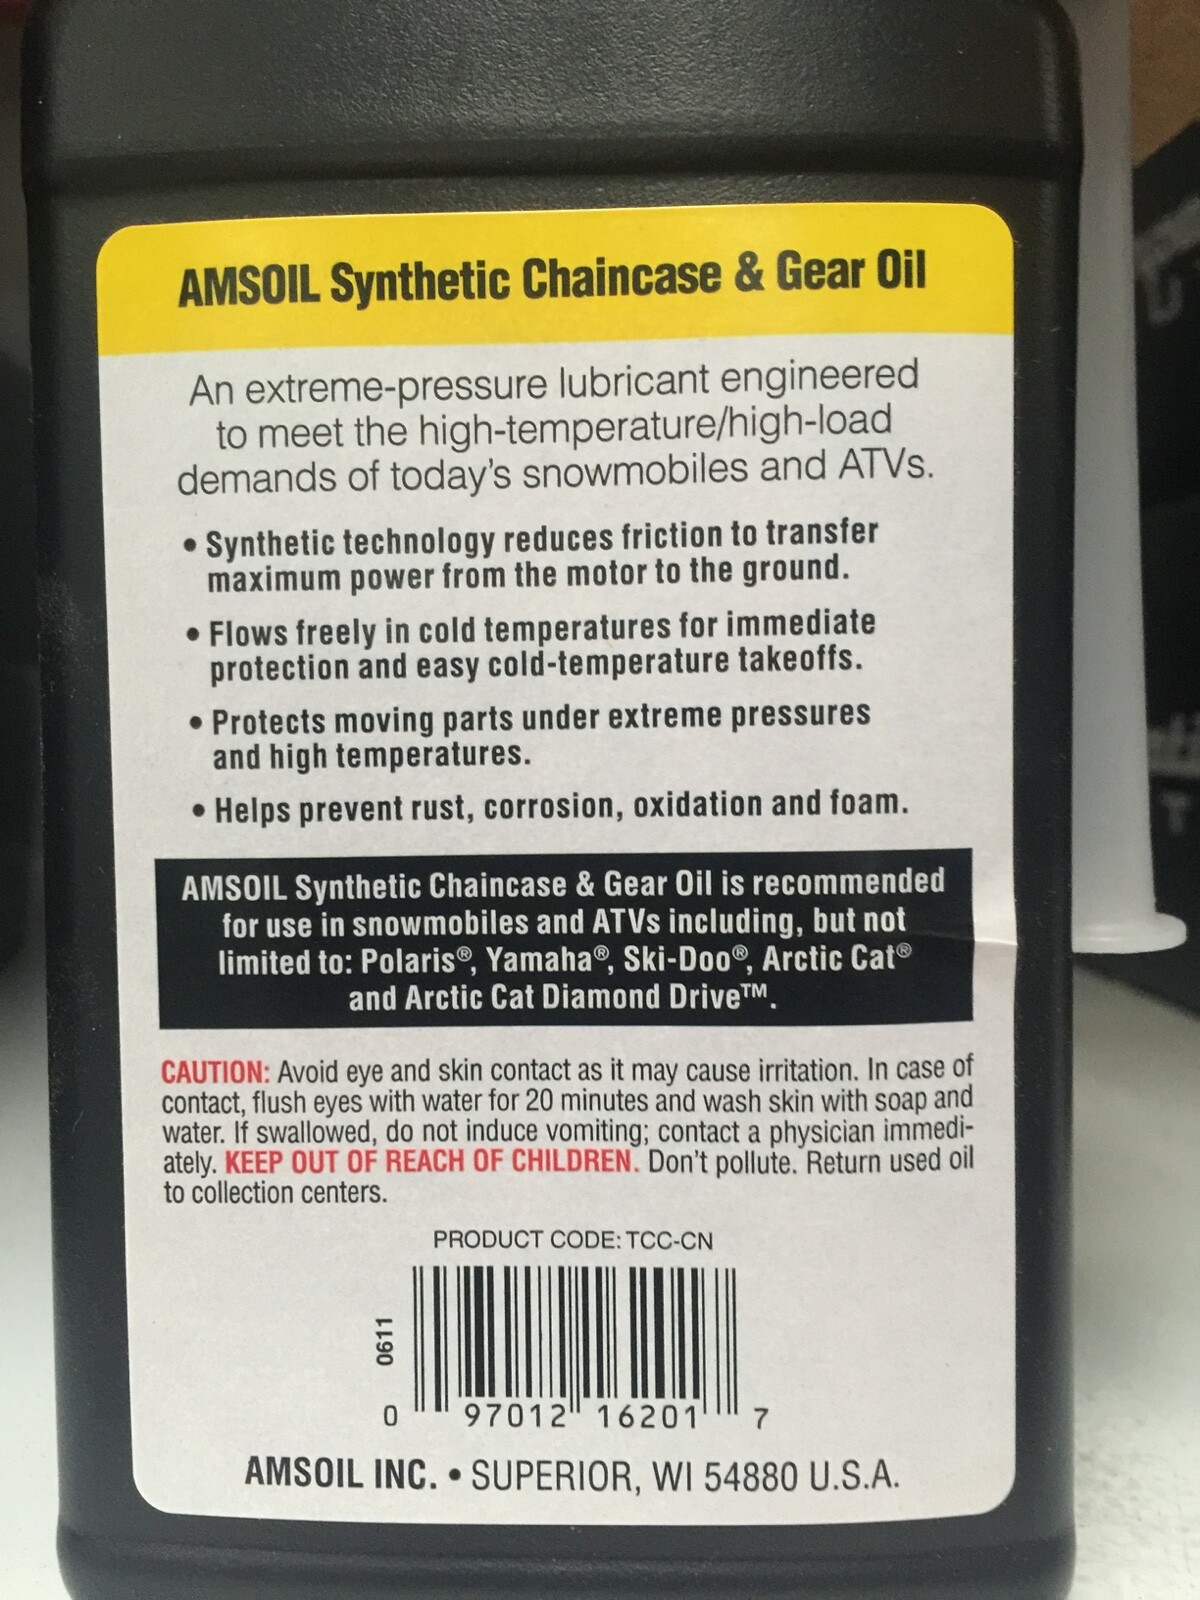 AMSOIL Synthetic Chaincase & Gear Oil
An extreme-pressure lubricant engineered
to meet the high-temperature/high-load
demands of today's snowmobiles and ATVs.
• Synthetic technology reduces friction to transfer
maximum power from the motor to the ground.
• Flows freely in cold temperatures for immediate
protection and easy cold-temperature takeoffs.
• Protects moving parts under extreme pressures
and high temperatures.
• Helps prevent rust, corrosion, oxidation and foam.
AMSOIL Synthetic Chaincase & Gear Oil is recommended
for use in snowmobiles and ATVs including, but not
limited to: Polaris®, Yamaha®, Ski-Doo®, Arctic Cat®
and Arctic Cat Diamond Drive™.
CAUTION: Avoid eye and skin contact as it may cause irritation. In case of
contact, flush eyes with water for 20 minutes and wash skin with soap and
water. If swallowed, do not induce vomiting; contact a physician immedi-
ately. KEEP OUT OF REACH OF CHILDREN. Don't pollute. Return used oil
to collection centers.
PRODUCT CODE: TCC-CN
0611
0 97012 16201 7
AMSOIL INC. • SUPERIOR, WI 54880 U.S.A.